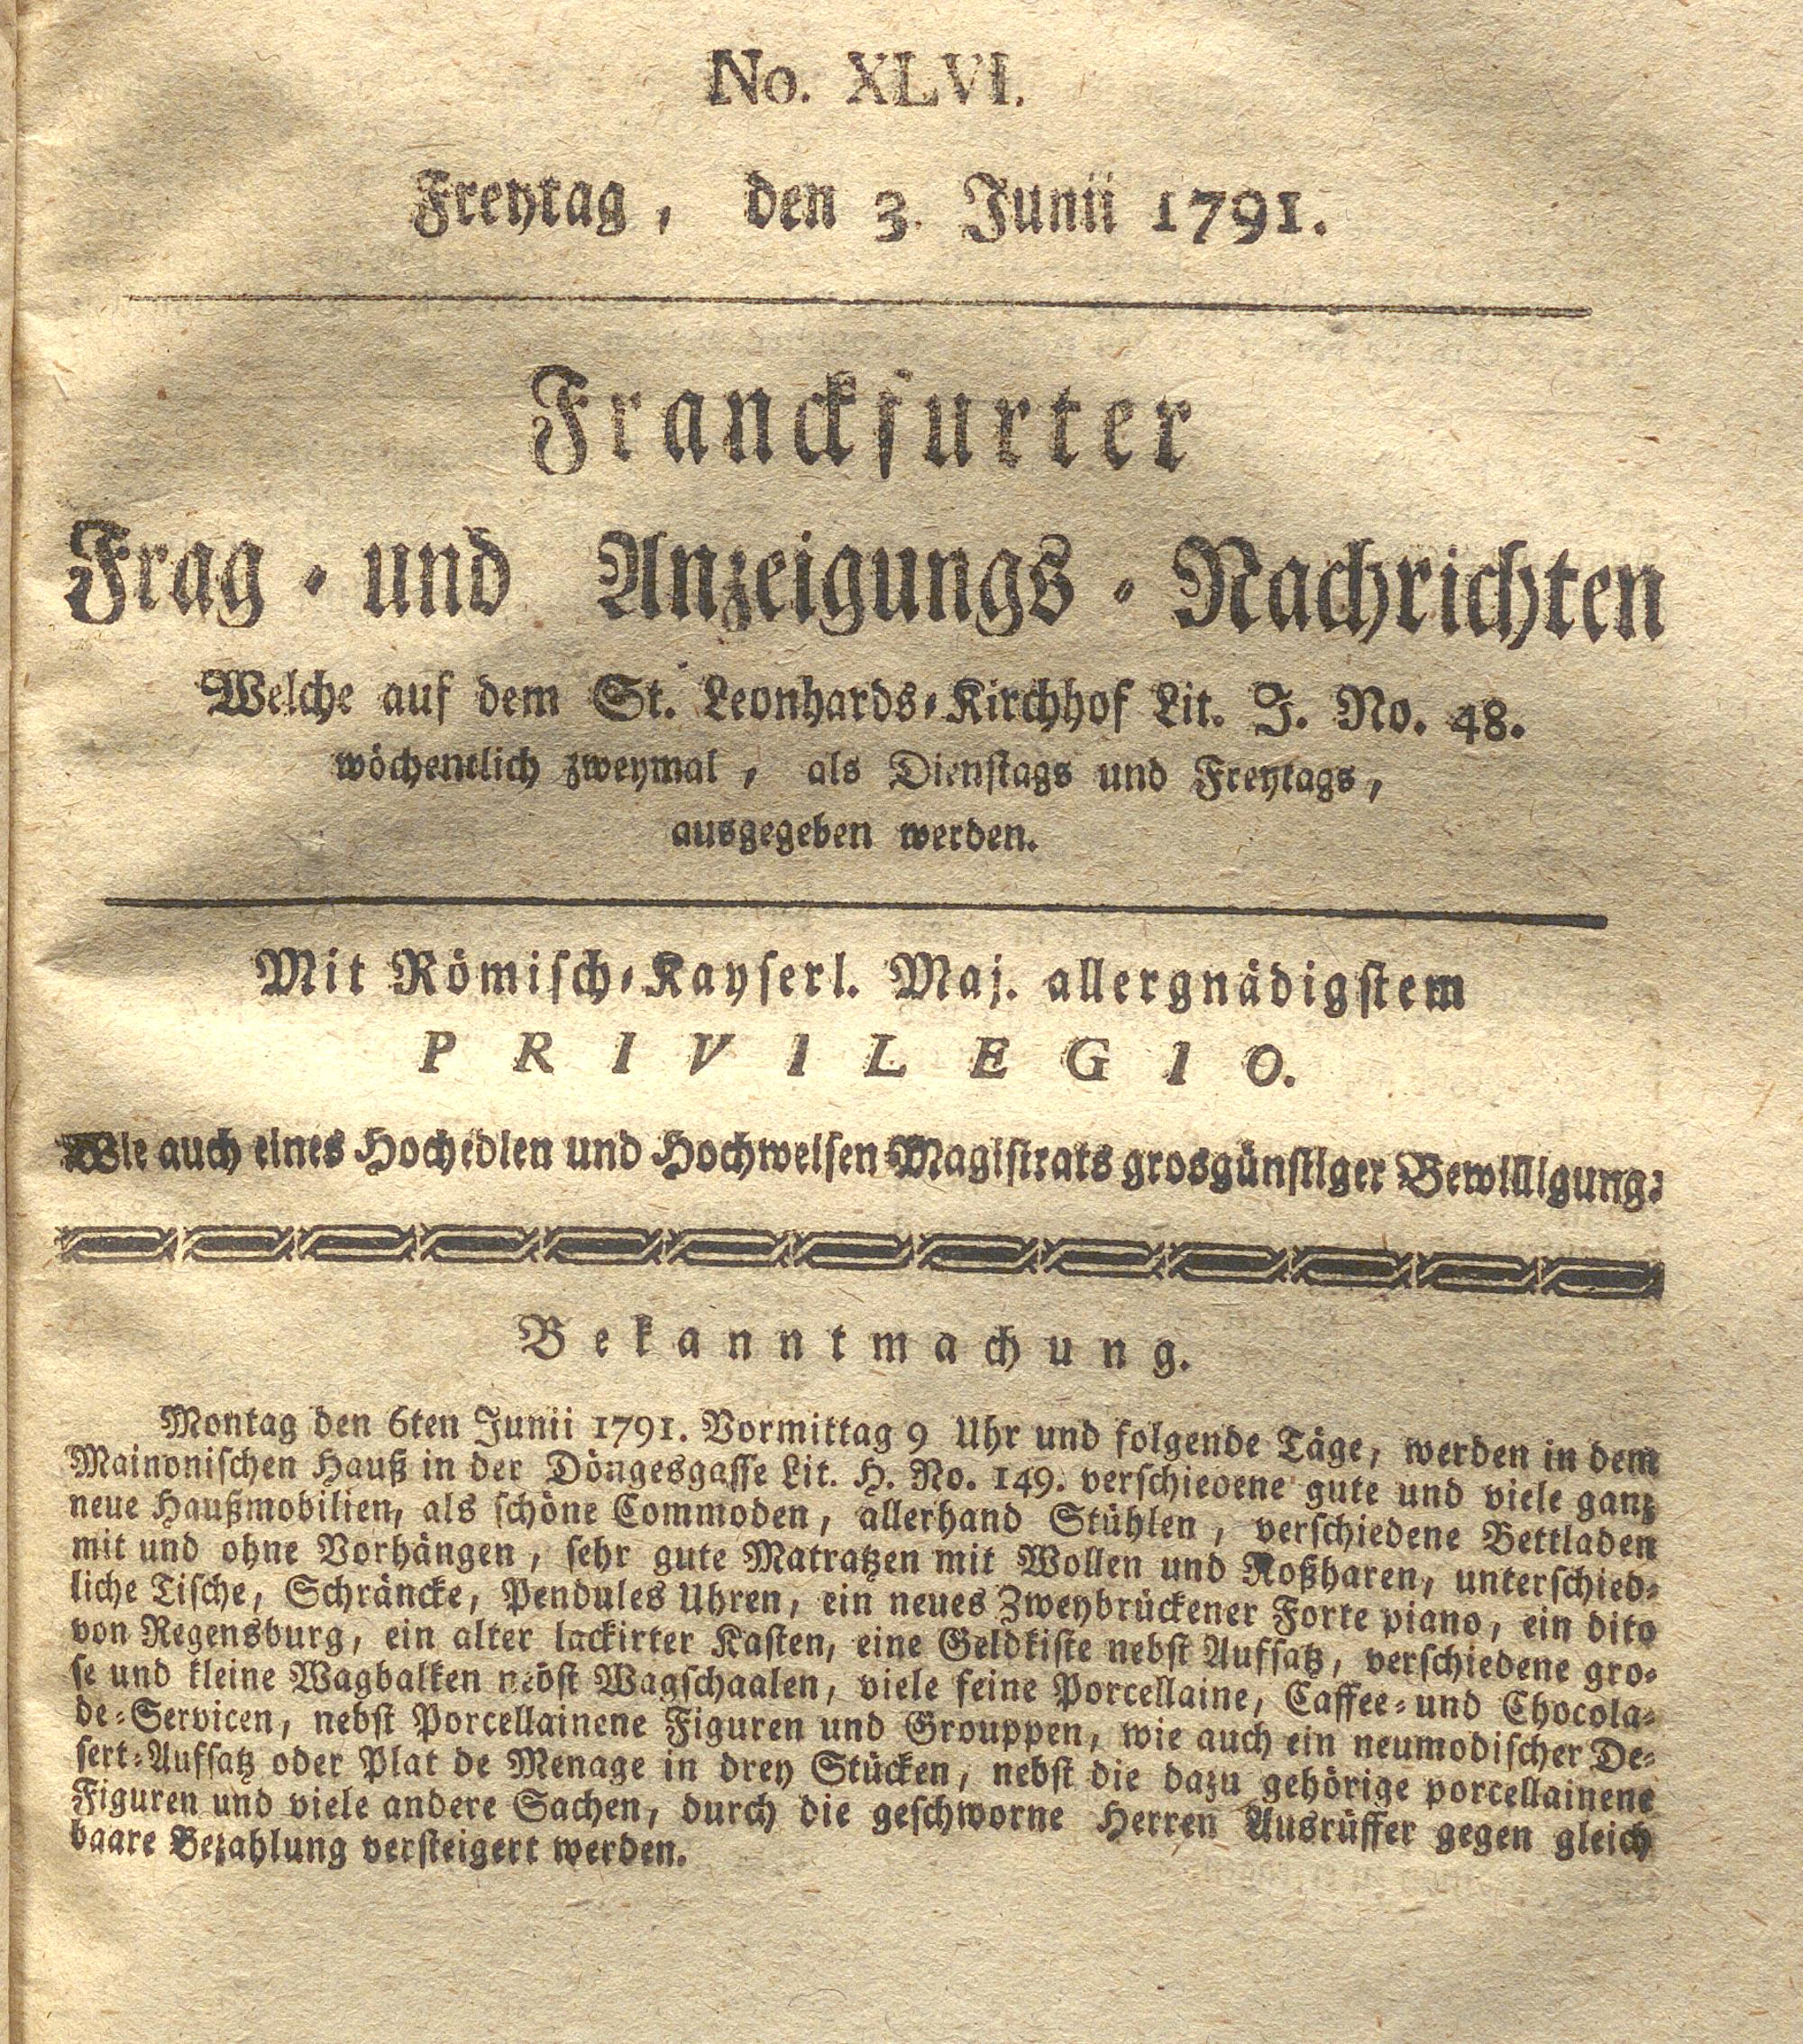 No. XLVI.
Freytag, den 3. Junii 1791.
Franckfurter
Frag- und Anzeigungs-Nachrichten
Welche auf dem St. Leonhards-Kirchhof Lit. J. No. 48.
wöchentlich zweymal, als Dienstags und Freytags,
ausgegeben werden.
Mit Römisch-Kayserl. Maj. allergnädigstem
PRIVILEGIO.
Wie auch eines Hochedlen und Hochweisen Magistrats grosgünstiger Bewilligung.
Bekanntmachung.
Montag den 6ten Junii 1791. Vormittag 9 Uhr und folgende Täge, werden in dem
Mainonischen Hauß in der Döngesgasse Lit. H. No. 149. verschiedene gute und viele ganz
neue Haußmobilien, als schöne Commoden, allerhand Stühlen, verschiedene Bettladen
mit und ohne Vorhängen, sehr gute Matratzen mit Wollen und Roßharen, unterschied-
liche Tische, Schräncke, Pendules Uhren, ein neues Zweybrückener Forte piano, ein dito
von Regensburg, ein alter lackirter Kasten, eine Geldkiste nebst Aufsatz, verschiedene gro-
se und kleine Wagbalken nebst Wagschaalen, viele feine Porcellaine, Caffee- und Chocola-
de-Servicen, nebst Porcellainene Figuren und Grouppen, wie auch ein neumodischer De-
sert-Aufsatz oder Plat de Menage in drey Stücken, nebst die dazu gehörige porcellainene
Figuren und viele andere Sachen, durch die geschworne Herren Ausrüffer gegen gleich
baare Bezahlung versteigert werden.